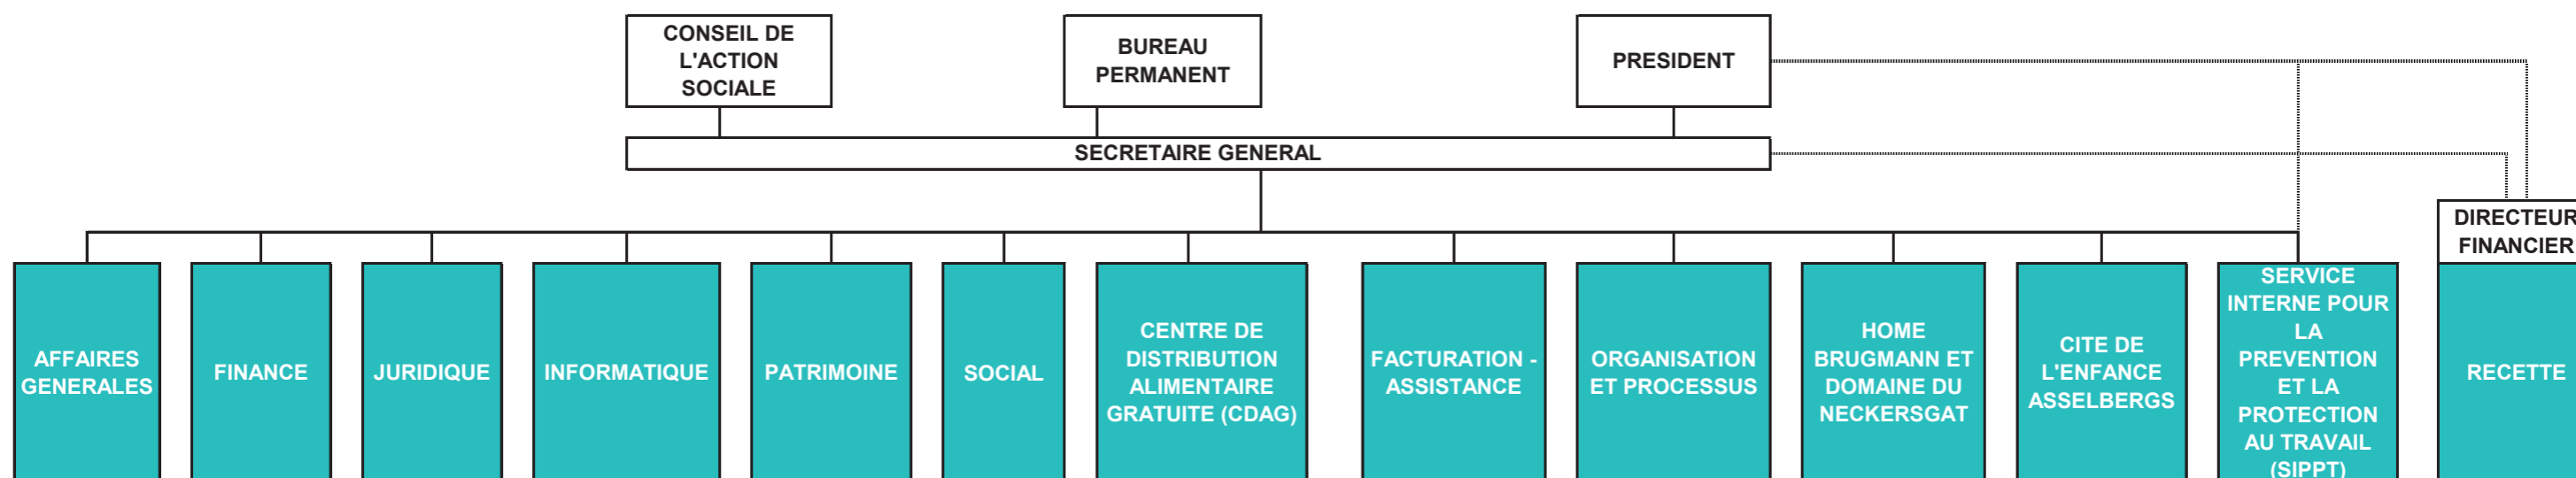 CONSEIL DE
L'ACTION
SOCIALE
BUREAU
PERMANENT
PRESIDENT
SECRETAIRE GENERAL
DIRECTEUR
FINANCIER
AFFAIRES
GENERALES
FINANCE
JURIDIQUE
INFORMATIQUE
PATRIMOINE
SOCIAL
CENTRE DE
DISTRIBUTION
ALIMENTAIRE
GRATUITE (CDAG)
FACTURATION -
ASSISTANCE
ORGANISATION
ET PROCESSUS
HOME
BRUGMANN ET
DOMAINE DU
NECKERSGAT
CITE DE
L'ENFANCE
ASSELBERGS
SERVICE
INTERNE POUR
LA
PREVENTION
ET LA
PROTECTION
AU TRAVAIL
(SIPPT)
RECETTE